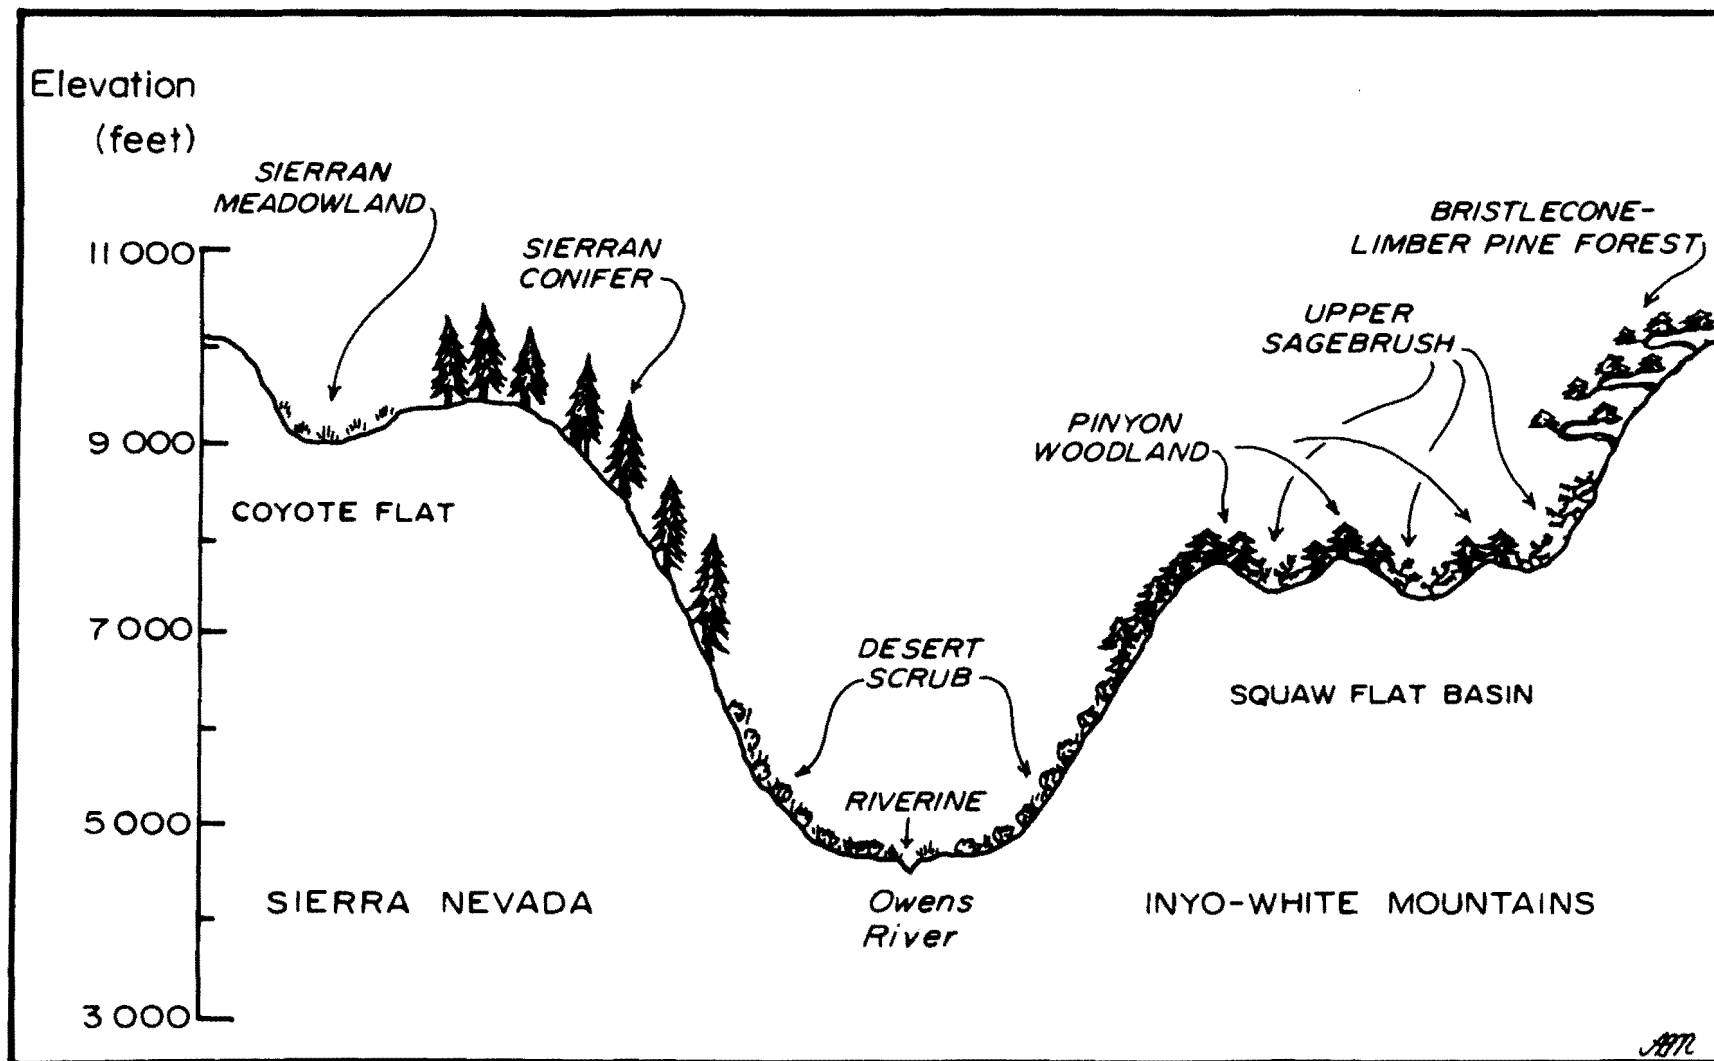 Elevation
(feet)
SIERRAN
MEADOWLAND
SIERRAN
CONIFER
BRISTLECONE-
LIMBER PINE FOREST
UPPER
SAGEBRUSH
PINYON
WOODLAND
11 000
9 000
7 000
5 000
3 000
COYOTE FLAT
DESERT
SCRUB
SQUAW FLAT BASIN
RIVERINE
SIERRA NEVADA
Owens
River
INYO-WHITE MOUNTAINS